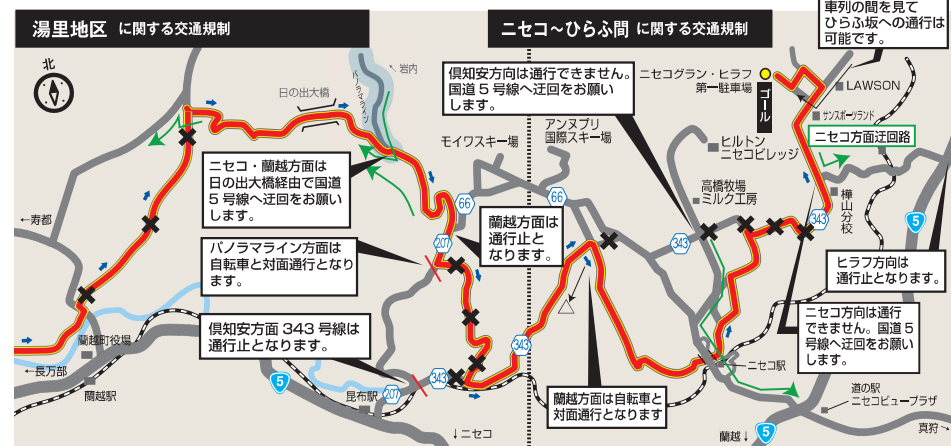 湯里地区 に関する交通規制
ニセコ～ひらふ間 に関する交通規制
車列の間を見て
ひらふ坂への通行は
可能です。
北
日の出大橋
パノラマライン
岩内
倶知安方向は通行できません。
国道５号線へ迂回をお願い
します。
ニセコグラン・ヒラフ
第一駐車場
ゴール
LAWSON
サンスポーツランド
ニセコ方面迂回路
モイワスキー場
アンヌプリ
国際スキー場
ヒルトン
ニセコビレッジ
高橋牧場
ミルク工房
樺山分校
ニセコ・蘭越方面は
日の出大橋経由で国道
５号線へ迂回をお願い
します。
66
66
207
蘭越方面は
通行止と
なります。
343
343
5
←寿都
パノラマライン方面は
自転車と対面通行となり
ます。
ヒラフ方向は
通行止となります。
倶知安方面 343 号線は
通行止となります。
ニセコ方向は通行
できません。国道５
号線へ迂回をお願い
します。
蘭越町役場
←長万部
蘭越駅
5
昆布駅
207
343
343
↓ニセコ
蘭越方面は自転車と
対面通行となります
ニセコ駅
道の駅
ニセコビュープラザ
蘭越↓
5
真狩→